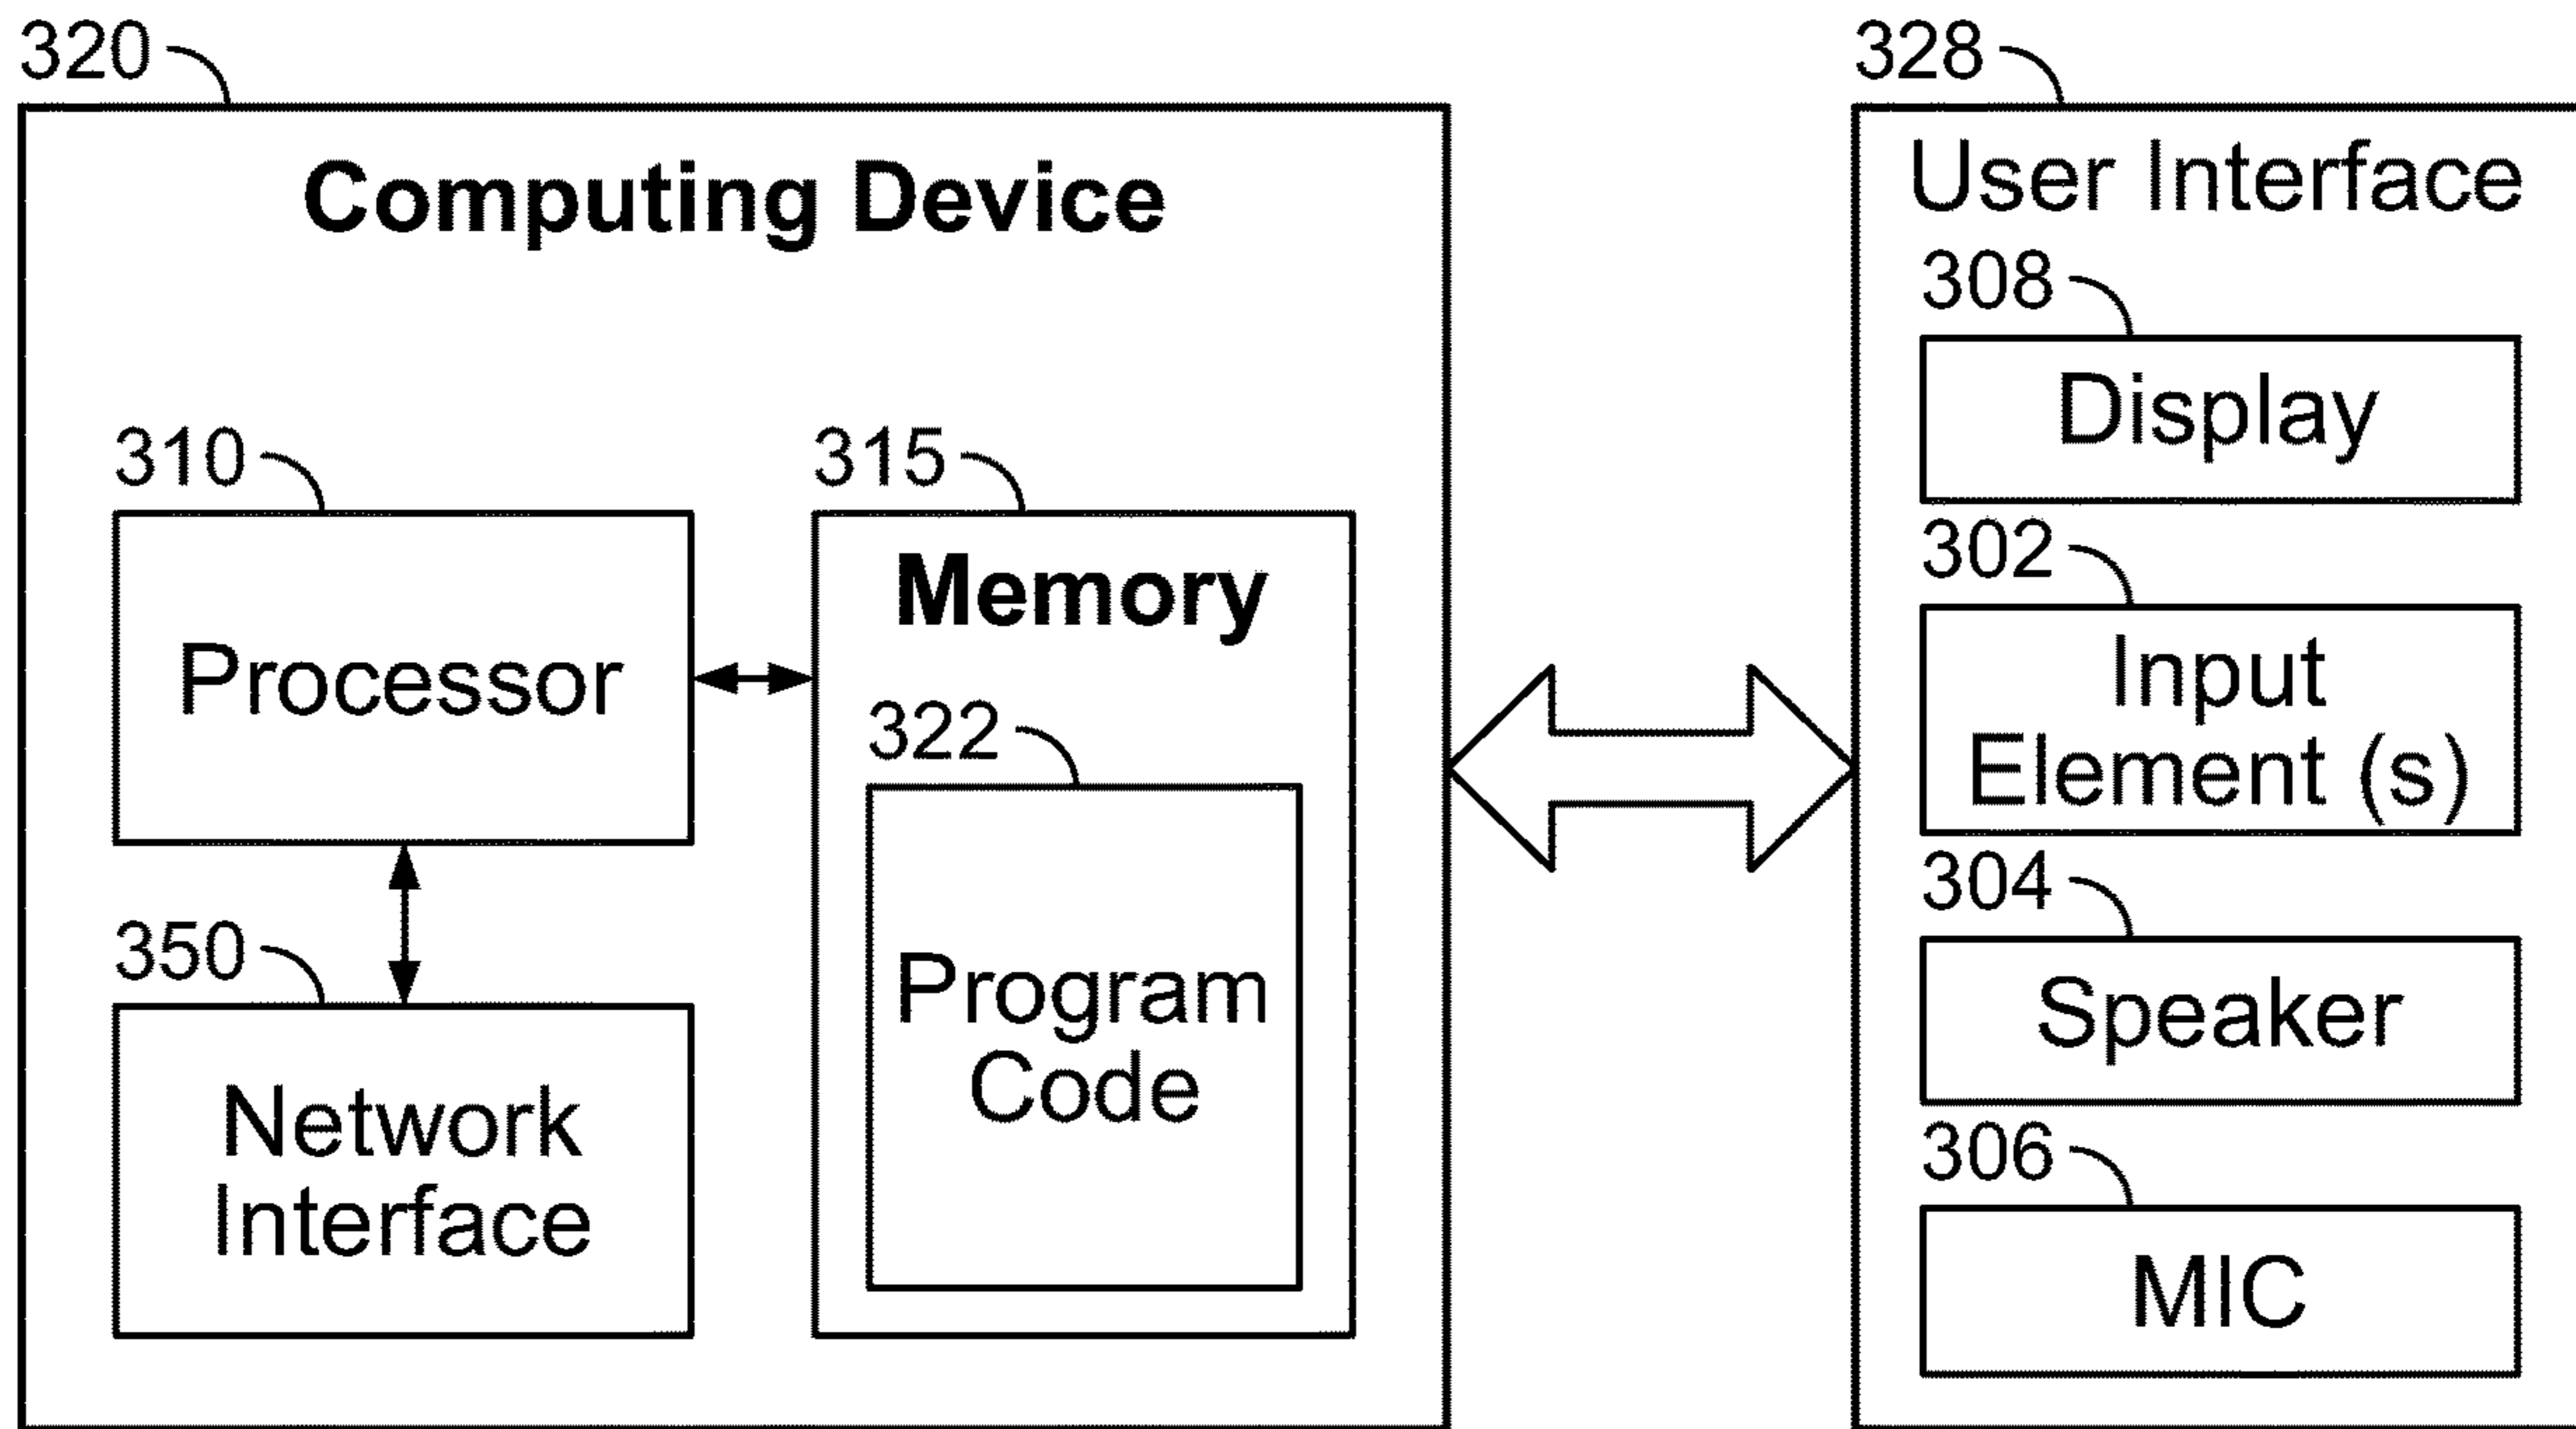 320
Computing Device
310
Processor
315
Memory
322
Program
Code
350
Network
Interface
328
User Interface
308
Display
302
Input
Element (s)
304
Speaker
306
MIC